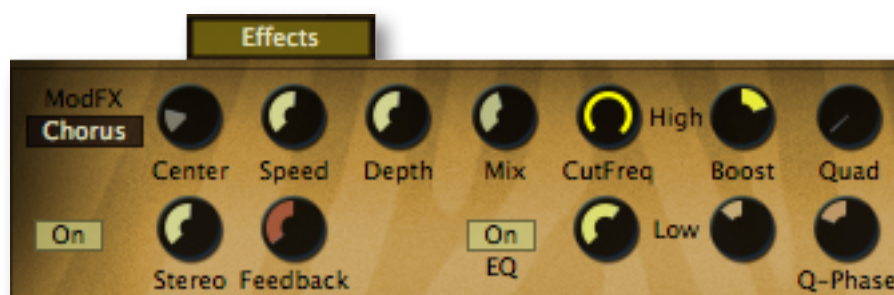 Effects
ModFX
Chorus
High
Center Speed Depth Mix CutFreq Boost Quad
On
On
Low
EQ
Stereo Feedback Q-Phase